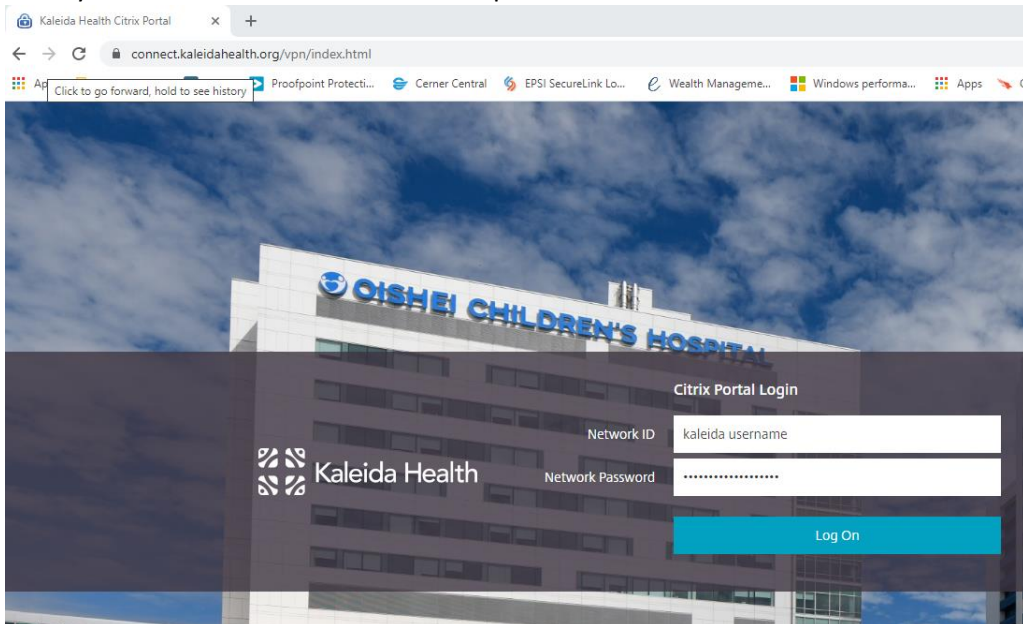 Kaleida Health Citrix Portal
connect.kaleidahealth.org/vpn/index.html
Click to go forward, hold to see history
Proofpoint Protecti...
Cerner Central
EPSI SecureLink Lo...
Wealth Manageme...
Windows performa...
Apps
OISHEI CHILDREN'S HOSPITAL
Citrix Portal Login
Network ID
kaleida username
Kaleida Health
Network Password
Log On